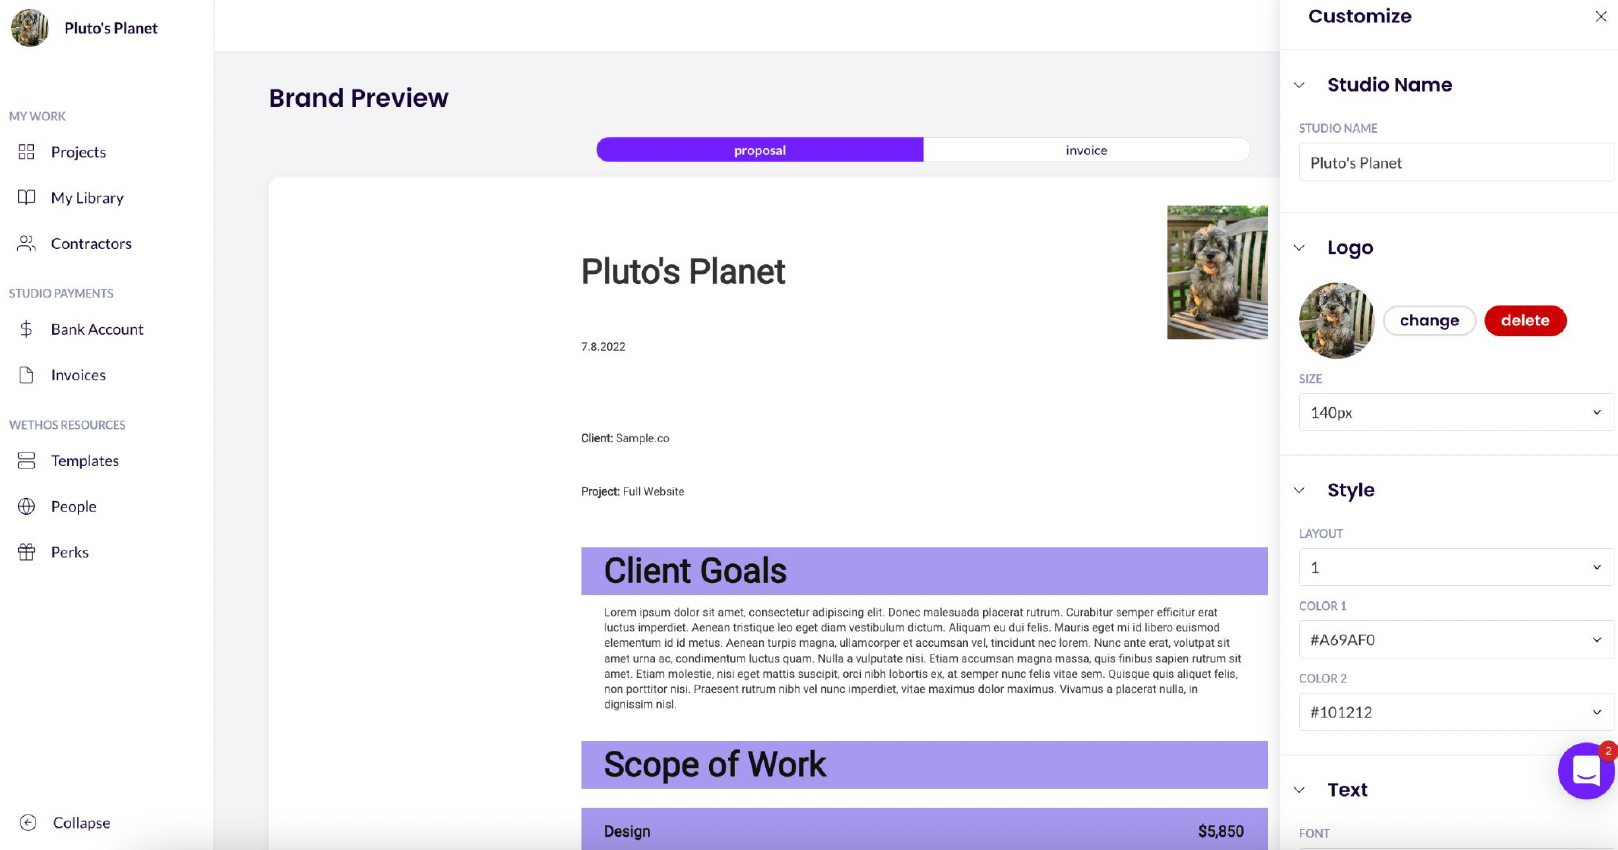 Pluto's Planet
MY WORK
Projects
My Library
Contractors
STUDIO PAYMENTS
Bank Account
Invoices
WETHOS RESOURCES
Templates
People
Perks
Collapse
Brand Preview
proposal
invoice
Pluto's Planet
7.8.2022
Client: Sample.co
Project: Full Website
Client Goals
Lorem ipsum dolor sit amet, consectetur adipiscing elit. Donec malesuada placerat rutrum. Curabitur semper efficitur erat
luctus imperdiet. Aenean tristique leo eget diam vestibulum dictum. Aliquam eu dui felis. Mauris eget mi id libero euismod
elementum id id metus. Aenean turpis magna, ullamcorper et accumsan vel, tincidunt nec lorem. Nunc ante erat, volutpat sit
amet urna ac, condimentum luctus quam. Nulla a vulputate nisi. Etiam accumsan magna massa, quis finibus sapien rutrum sit
amet. Etiam molestie, nisi eget mattis suscipit, orci nibh lobortis ex, at semper nunc felis vitae sem. Quisque quis aliquet felis,
non porttitor nisi. Praesent rutrum nibh vel nunc imperdiet, vitae maximus dolor maximus. Vivamus a placerat nulla, in
dignissim nisl.
Scope of Work
Design $5,850
Customize
Studio Name
STUDIO NAME
Pluto's Planet
Logo
change
delete
SIZE
140px
Style
LAYOUT
1
COLOR 1
#A69AF0
COLOR 2
#101212
2
Text
FONT